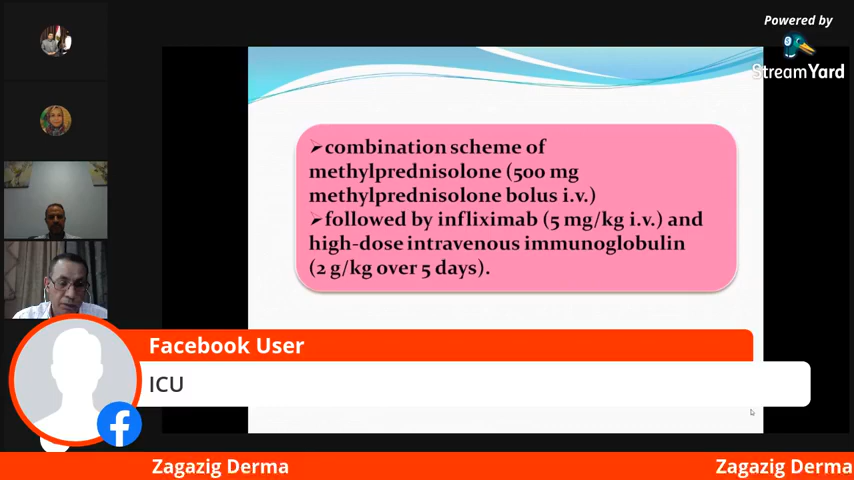 Powered by
StreamYard
➢combination scheme of
methylprednisolone (500 mg
methylprednisolone bolus i.v.)
➢followed by infliximab (5 mg/kg i.v.) and
high-dose intravenous immunoglobulin
(2 g/kg over 5 days).
Facebook User
ICU
Zagazig Derma
Zagazig Derma